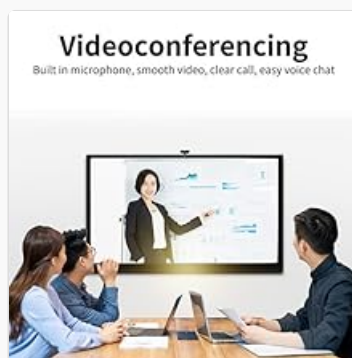 Videoconferencing
Built in microphone, smooth video, clear call, easy voice chat